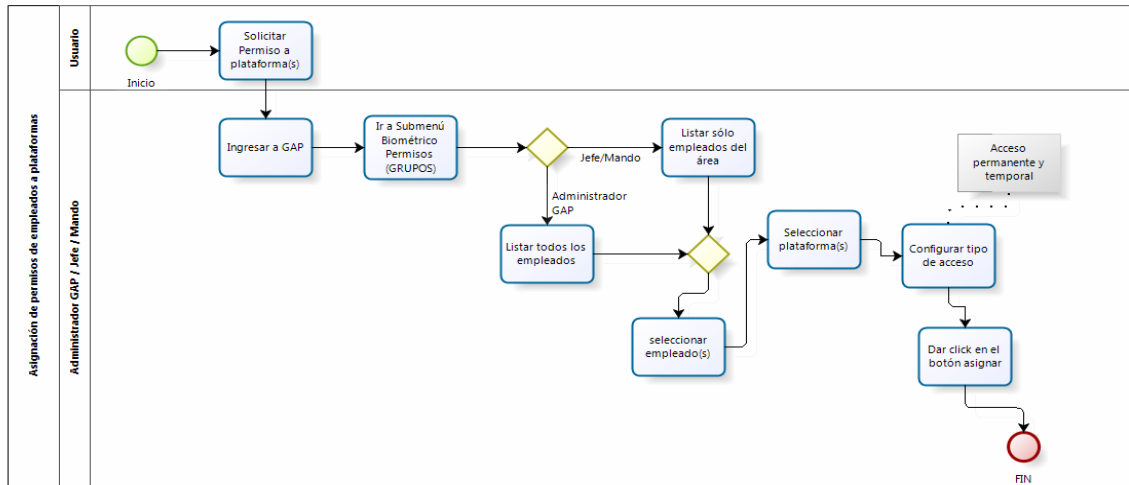 Asignación de permisos de empleados a plataformas
Usuario
Inicio
Solicitar
Permiso a
plataforma(s)
Administrador GAP / Jefe / Mando
Ingresar a GAP
Ir a Submenú
Biométrico
Permisos
(GRUPOS)
Jefe/Mando
Administrador
GAP
Listar sólo
empleados del
área
Listar todos los
empleados
seleccionar
empleado(s)
Seleccionar
plataforma(s)
Configurar tipo
de acceso
Acceso
permanente y
temporal
Dar click en el
botón asignar
FIN